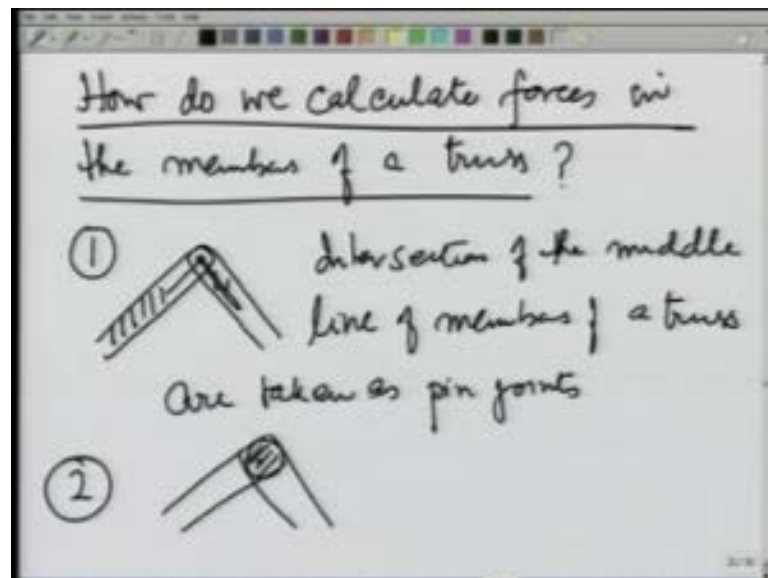 How do we calculate forces in
the members of a truss ?
1 Intersection of the middle
line of members of a truss
are taken as pin joints
2